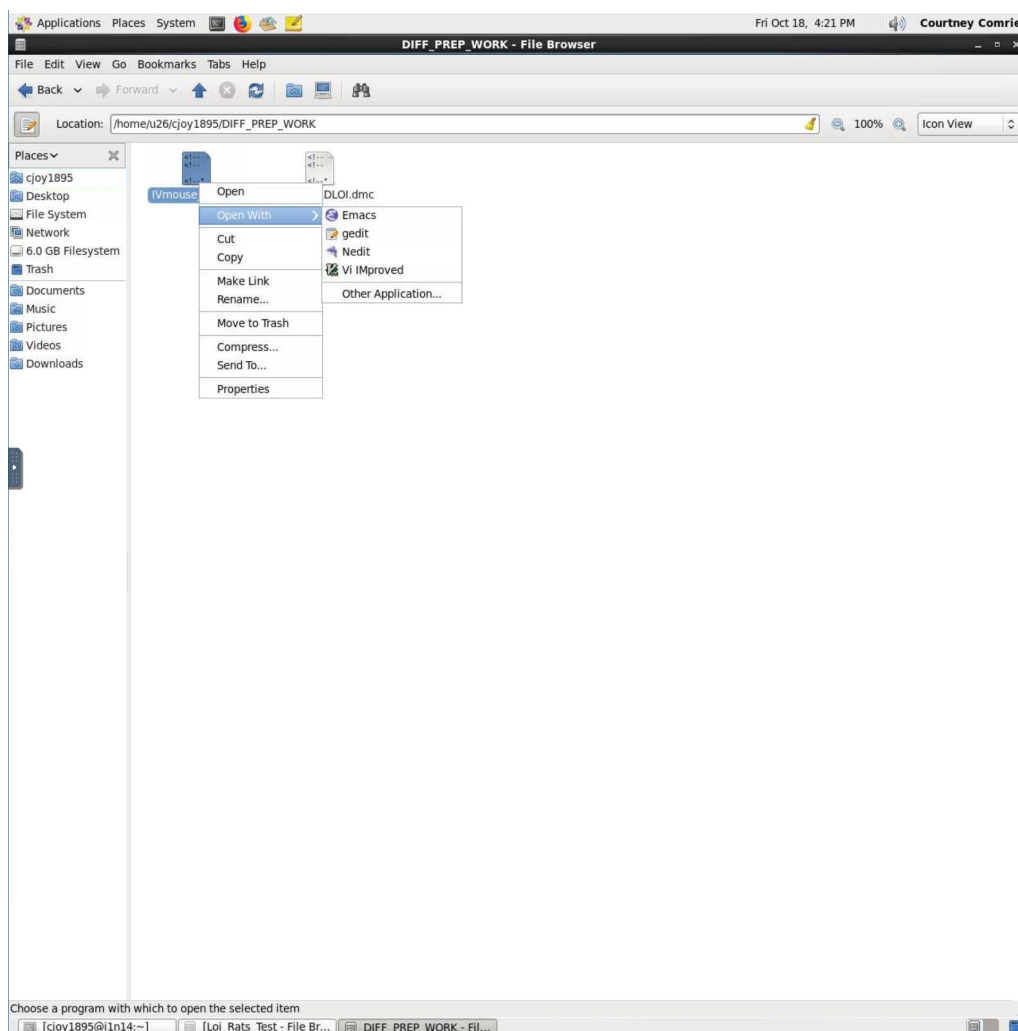 Applications Places System Fri Oct 18, 4:21 PM Courtney Comrie
DIFF_PREP_WORK - File Browser
File Edit View Go Bookmarks Tabs Help
Back Forward
Location: /home/u26/cjoy1895/DIFF_PREP_WORK 100% Icon View
Places
cjoy1895
Desktop
File System
Network
6.0 GB Filesystem
Trash
Documents
Music
Pictures
Videos
Downloads
IVmouse
DLOI.dmc
Open
Open With
Cut
Copy
Make Link
Rename...
Move to Trash
Compress...
Send To...
Properties
Emacs
gedit
Nedit
Vi IMproved
Other Application...
Choose a program with which to open the selected item
[cjoy1895@i1n14:~] [Loi_Rats_Test - File Br... DIFF_PREP_WORK - Fil...